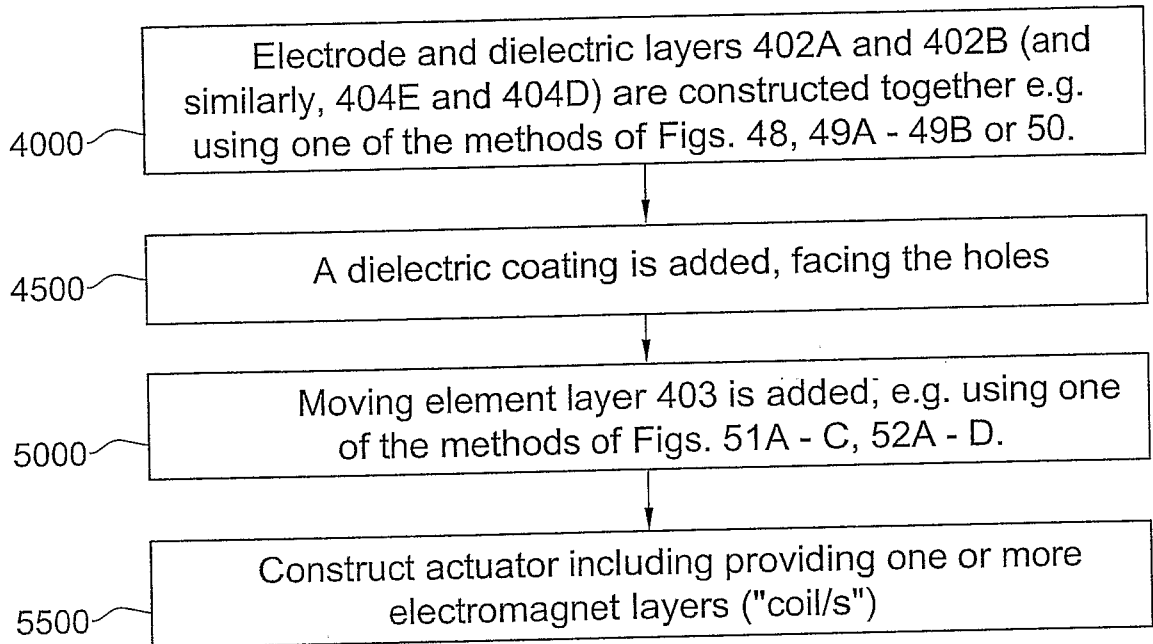 Electrode and dielectric layers 402A and 402B (and
similarly, 404E and 404D) are constructed together e.g.
using one of the methods of Figs. 48, 49A - 49B or 50.
4000
A dielectric coating is added, facing the holes
4500
Moving element layer 403 is added, e.g. using one
of the methods of Figs. 51A - C, 52A - D.
5000
Construct actuator including providing one or more
electromagnet layers ("coil/s")
5500